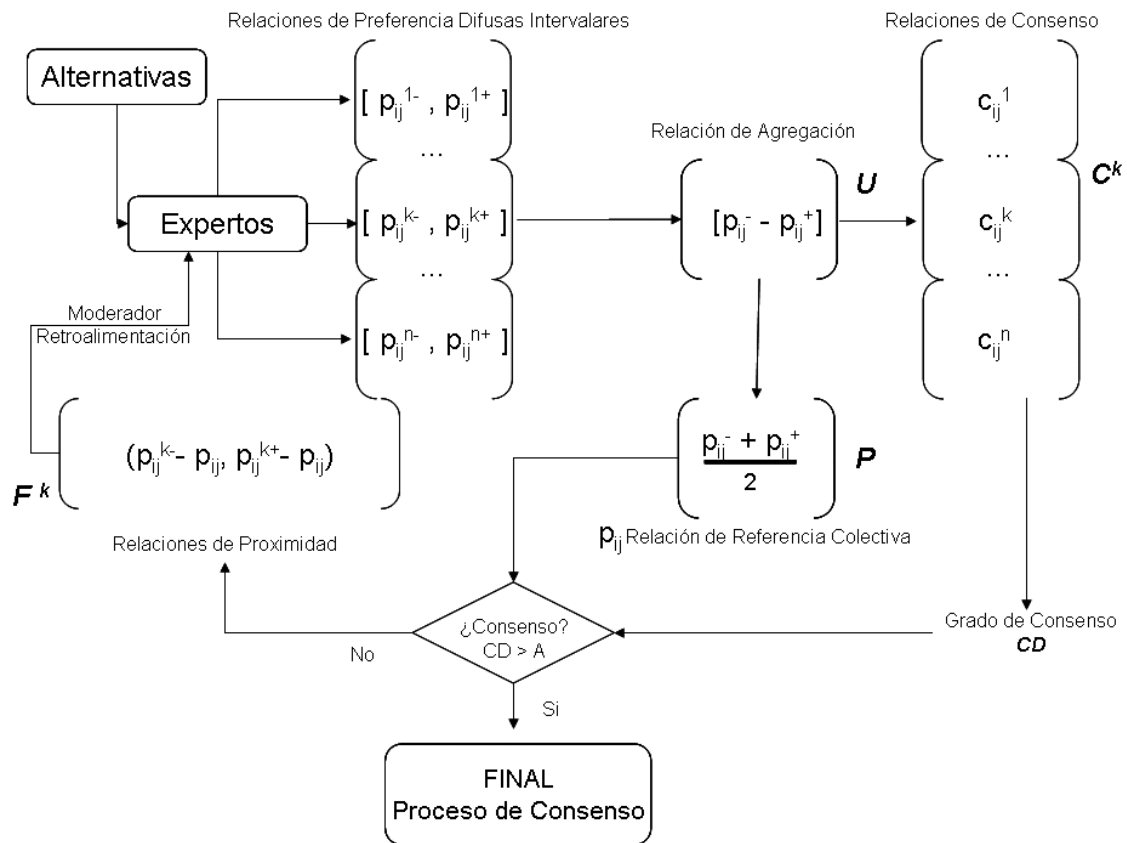 Relaciones de Preferencia Difusas Intervalares
Relaciones de Consenso
Alternativas
[ p_ij^1- , p_ij^1+ ]
...
[ p_ij^k- , p_ij^k+ ]
...
[ p_ij^n- , p_ij^n+ ]
Expertos
Relación de Agregación
U
[p_ij^- - p_ij^+]
c_ij^1
...
c_ij^k
...
c_ij^n
C^k
Moderador
Retroalimentación
F^k
(p_ij^k- - p_ij, p_ij^k+ - p_ij)
Relaciones de Proximidad
p_ij^- + p_ij^+
2
P
p_ij Relación de Referencia Colectiva
¿Consenso?
CD > A
Grado de Consenso
CD
No
Si
FINAL
Proceso de Consenso